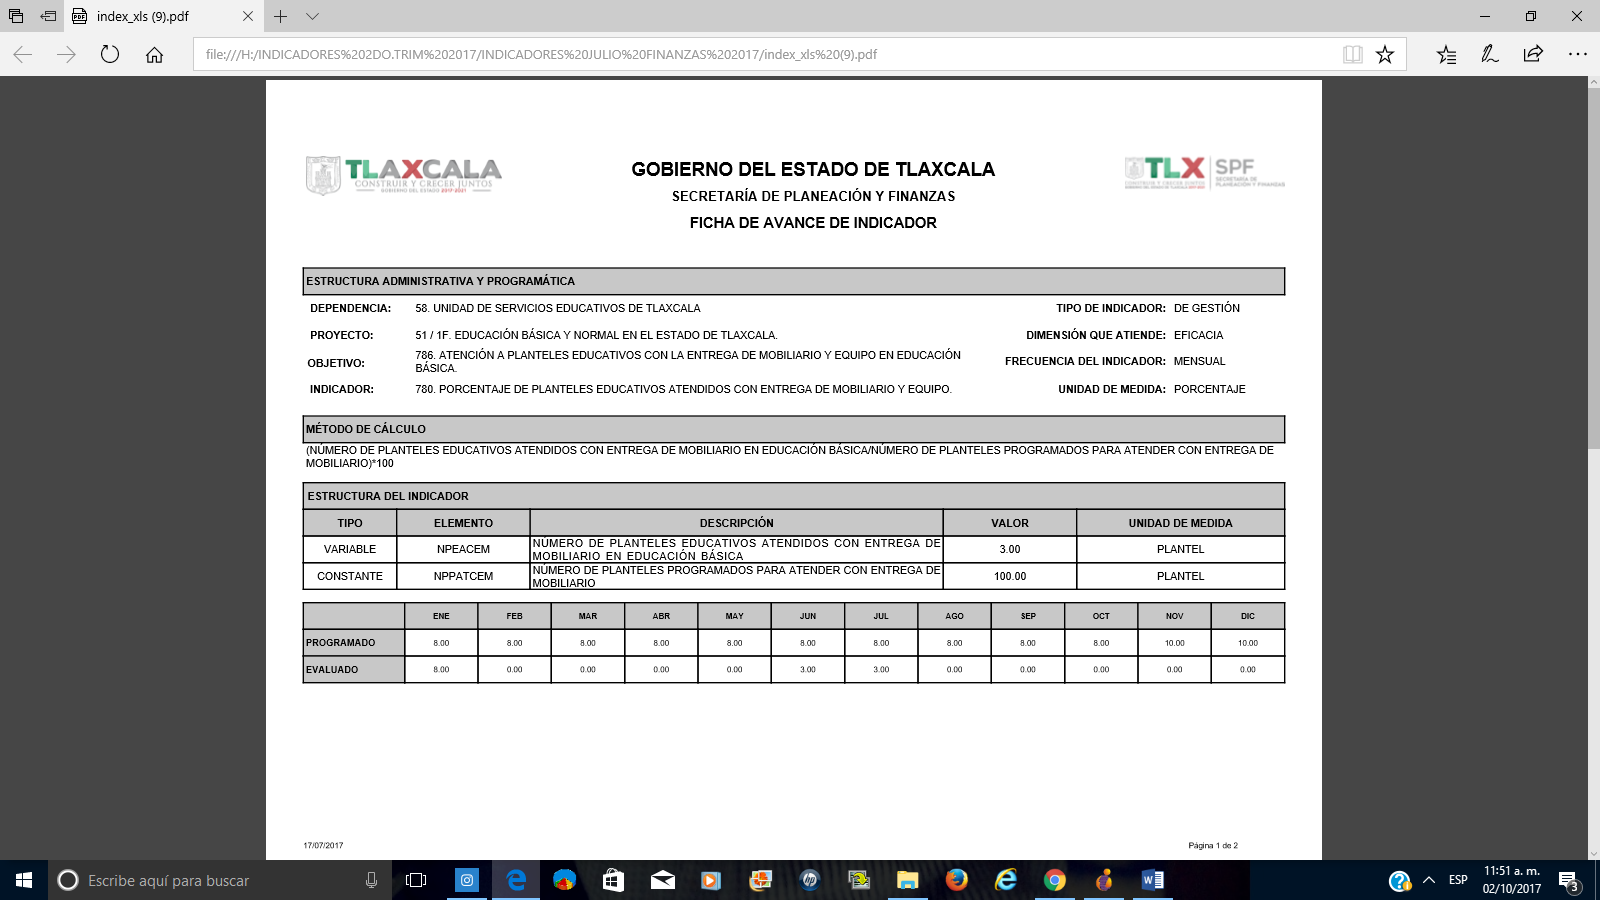 index_xls (9).pdf
file:///H:/INDICADORES%202DO.TRIM%202017/INDICADORES%20JULIO%20FINANZAS%202017/index_xls%20(9).pdf
TLAXCALA
CONSTRUIR Y CRECER JUNTOS
GOBIERNO DEL ESTADO 2017-2021
GOBIERNO DEL ESTADO DE TLAXCALA
SECRETARÍA DE PLANEACIÓN Y FINANZAS
FICHA DE AVANCE DE INDICADOR
TLX SPF
CONSTRUIR Y CRECER JUNTOS
SECRETARÍA DE
PLANEACIÓN Y FINANZAS
ESTRUCTURA ADMINISTRATIVA Y PROGRAMÁTICA
DEPENDENCIA: 58. UNIDAD DE SERVICIOS EDUCATIVOS DE TLAXCALA TIPO DE INDICADOR: DE GESTIÓN
PROYECTO: 51 / 1F. EDUCACIÓN BÁSICA Y NORMAL EN EL ESTADO DE TLAXCALA. DIMENSIÓN QUE ATIENDE: EFICACIA
OBJETIVO: 786. ATENCIÓN A PLANTELES EDUCATIVOS CON LA ENTREGA DE MOBILIARIO Y EQUIPO EN EDUCACIÓN
BÁSICA.
FRECUENCIA DEL INDICADOR: MENSUAL
INDICADOR: 780. PORCENTAJE DE PLANTELES EDUCATIVOS ATENDIDOS CON ENTREGA DE MOBILIARIO Y EQUIPO. UNIDAD DE MEDIDA: PORCENTAJE
MÉTODO DE CÁLCULO
(NÚMERO DE PLANTELES EDUCATIVOS ATENDIDOS CON ENTREGA DE MOBILIARIO EN EDUCACIÓN BÁSICA/NÚMERO DE PLANTELES PROGRAMADOS PARA ATENDER CON ENTREGA DE
MOBILIARIO)*100
ESTRUCTURA DEL INDICADOR
TIPO ELEMENTO DESCRIPCIÓN VALOR UNIDAD DE MEDIDA
VARIABLE NPEACEM NÚMERO DE PLANTELES EDUCATIVOS ATENDIDOS CON ENTREGA DE
MOBILIARIO EN EDUCACIÓN BÁSICA
3.00 PLANTEL
CONSTANTE NPPATCEM NÚMERO DE PLANTELES PROGRAMADOS PARA ATENDER CON ENTREGA DE
MOBILIARIO
100.00 PLANTEL
ENE FEB MAR ABR MAY JUN JUL AGO SEP OCT NOV DIC
PROGRAMADO 8.00 8.00 8.00 8.00 8.00 8.00 8.00 8.00 8.00 8.00 10.00 10.00
EVALUADO 8.00 0.00 0.00 0.00 0.00 3.00 3.00 0.00 0.00 0.00 0.00 0.00
17/07/2017 Página 1 de 2
Escribe aquí para buscar
ESP
11:51 a. m.
02/10/2017
3